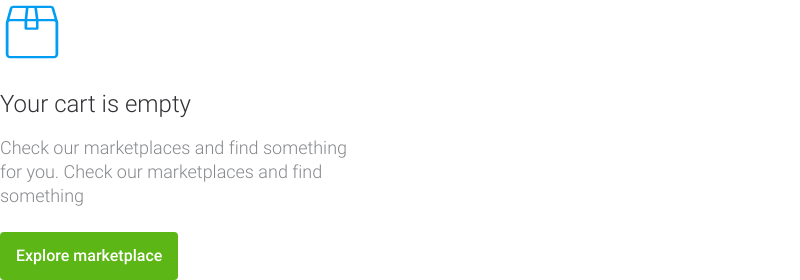 Your cart is empty
Check our marketplaces and find something
for you. Check our marketplaces and find
something
Explore marketplace